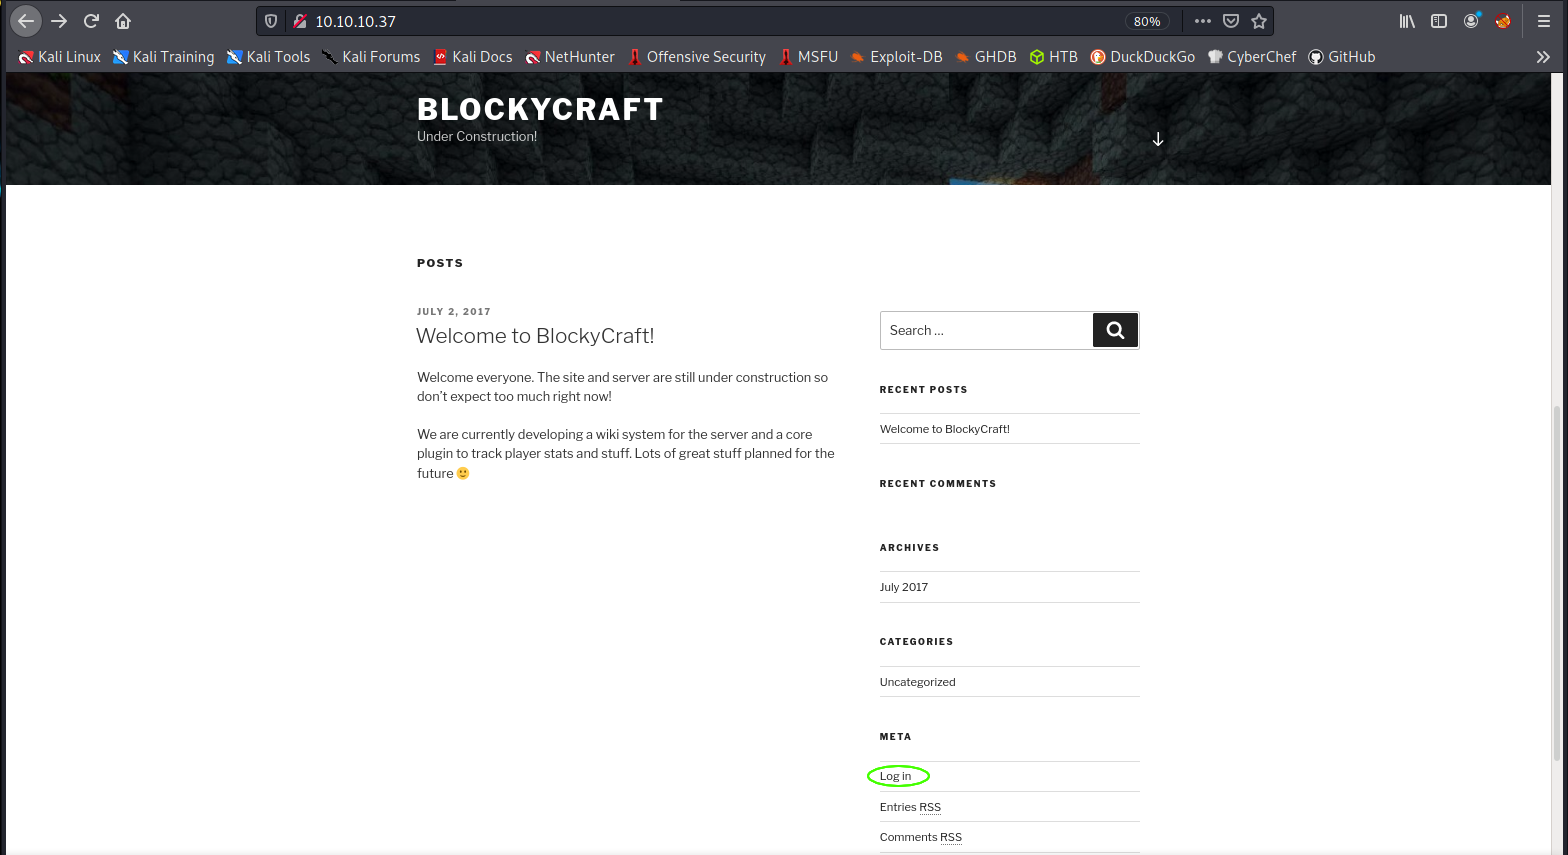 10.10.10.37
80%
Kali Linux Kali Training Kali Tools Kali Forums Kali Docs NetHunter Offensive Security MSFU Exploit-DB GHDB HTB DuckDuckGo CyberChef GitHub
BLOCKYCRAFT
Under Construction!
POSTS
JULY 2, 2017
Welcome to BlockyCraft!
Welcome everyone. The site and server are still under construction so
don’t expect too much right now!
We are currently developing a wiki system for the server and a core
plugin to track player stats and stuff. Lots of great stuff planned for the
future 🙂
Search …
RECENT POSTS
Welcome to BlockyCraft!
RECENT COMMENTS
ARCHIVES
July 2017
CATEGORIES
Uncategorized
META
Log in
Entries RSS
Comments RSS